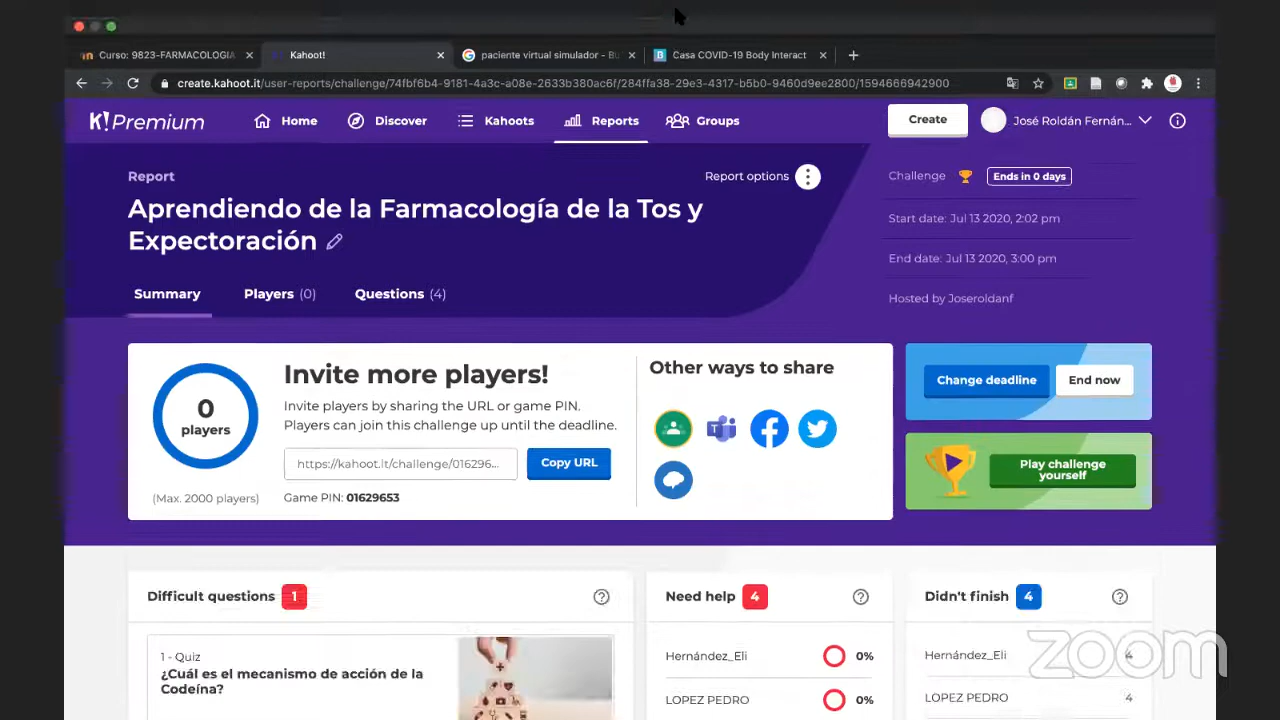 Curso: 9823-FARMACOLOGIA
Kahoot!
paciente virtual simulador - Bu
Casa COVID-19 Body Interact
create.kahoot.it/user-reports/challenge/74fbf6b4-9181-4a3c-a08e-2633b380ac6f/284ffa38-29e3-4317-b5b0-9460d9ee2800/1594666942900
K! Premium
Home
Discover
Kahoots
Reports
Groups
Create
José Roldán Fernán...
Report
Report options
Aprendiendo de la Farmacología de la Tos y
Expectoración
Summary
Players (0)
Questions (4)
Challenge
Ends in 0 days
Start date: Jul 13 2020, 2:02 pm
End date: Jul 13 2020, 3:00 pm
Hosted by Joseroldanf
0
players
(Max. 2000 players)
Invite more players!
Invite players by sharing the URL or game PIN.
Players can join this challenge up until the deadline.
https://kahoot.it/challenge/016296...
Copy URL
Game PIN: 01629653
Other ways to share
Change deadline
End now
Play challenge
yourself
Difficult questions 1
1 - Quiz
¿Cuál es el mecanismo de acción de la
Codeína?
Need help 4
Hernández_Eli 0%
LOPEZ PEDRO 0%
Didn't finish 4
Hernández_Eli 4
LOPEZ PEDRO 4
zoom